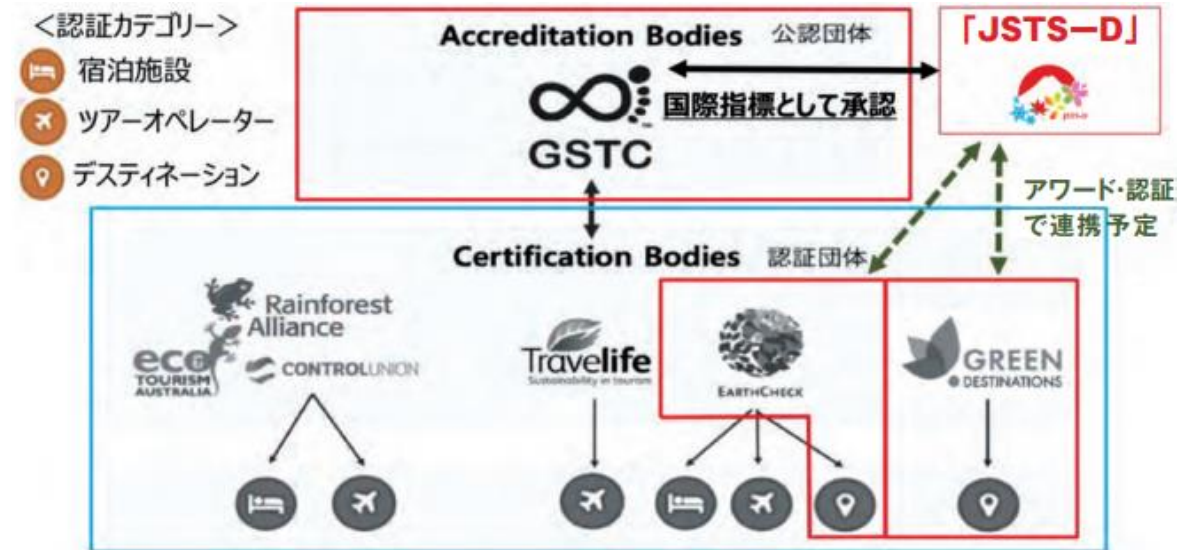 <認証カテゴリー>
宿泊施設
ツアーオペレーター
デスティネーション
Accreditation Bodies 公認団体
GSTC
国際指標として承認
「JSTS－D」
アワード・認証
で連携予定
Certification Bodies 認証団体
Rainforest
Alliance
eco
TOURISM
AUSTRALIA
CONTROLUNION
Travelife
Sustainability in tourism
EARTHCHECK
GREEN
DESTINATIONS